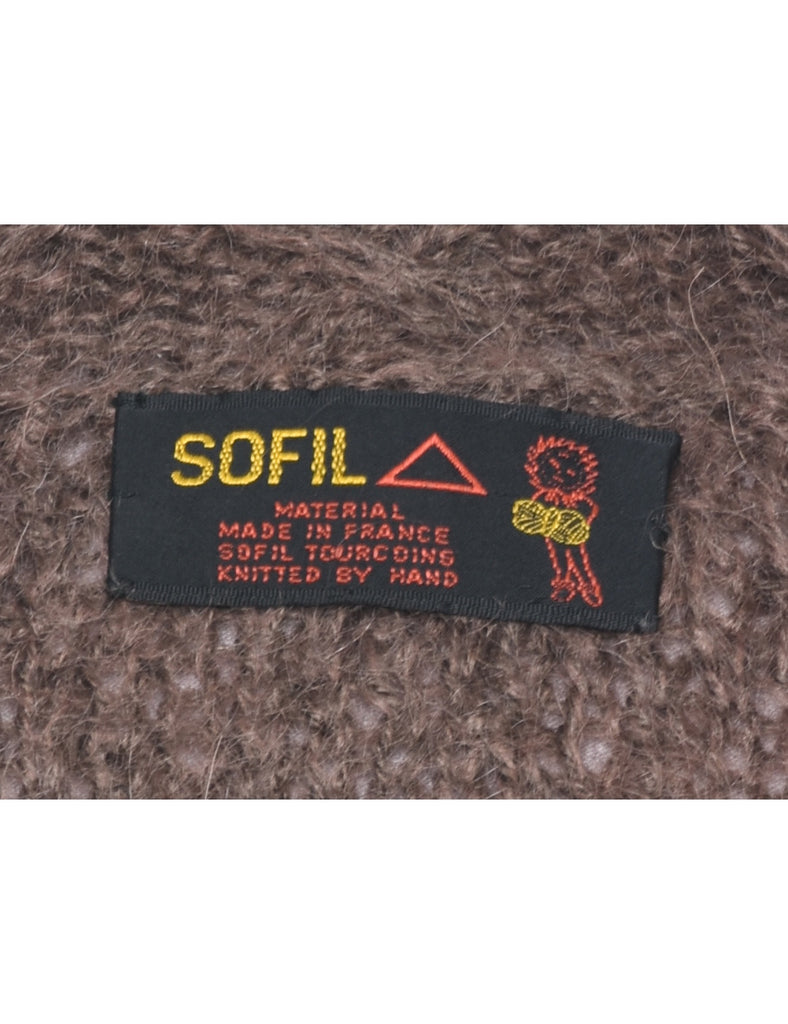 SOFIL
MATERIAL
MADE IN FRANCE
SOFIL TOURCOING
KNITTED BY HAND